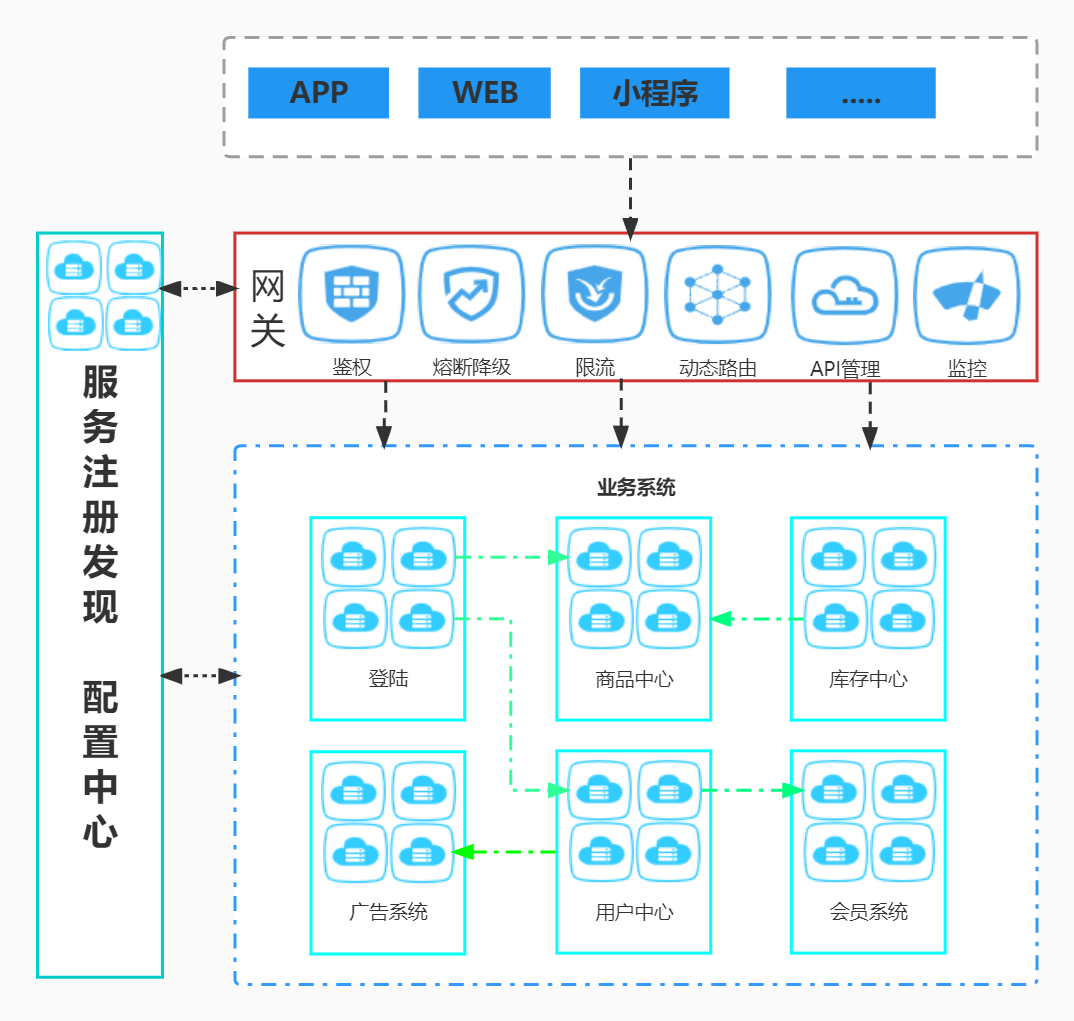 APP
WEB
小程序
.....
网关
鉴权
熔断降级
限流
动态路由
API管理
监控
服务注册发现 配置中心
业务系统
登陆
商品中心
库存中心
广告系统
用户中心
会员系统